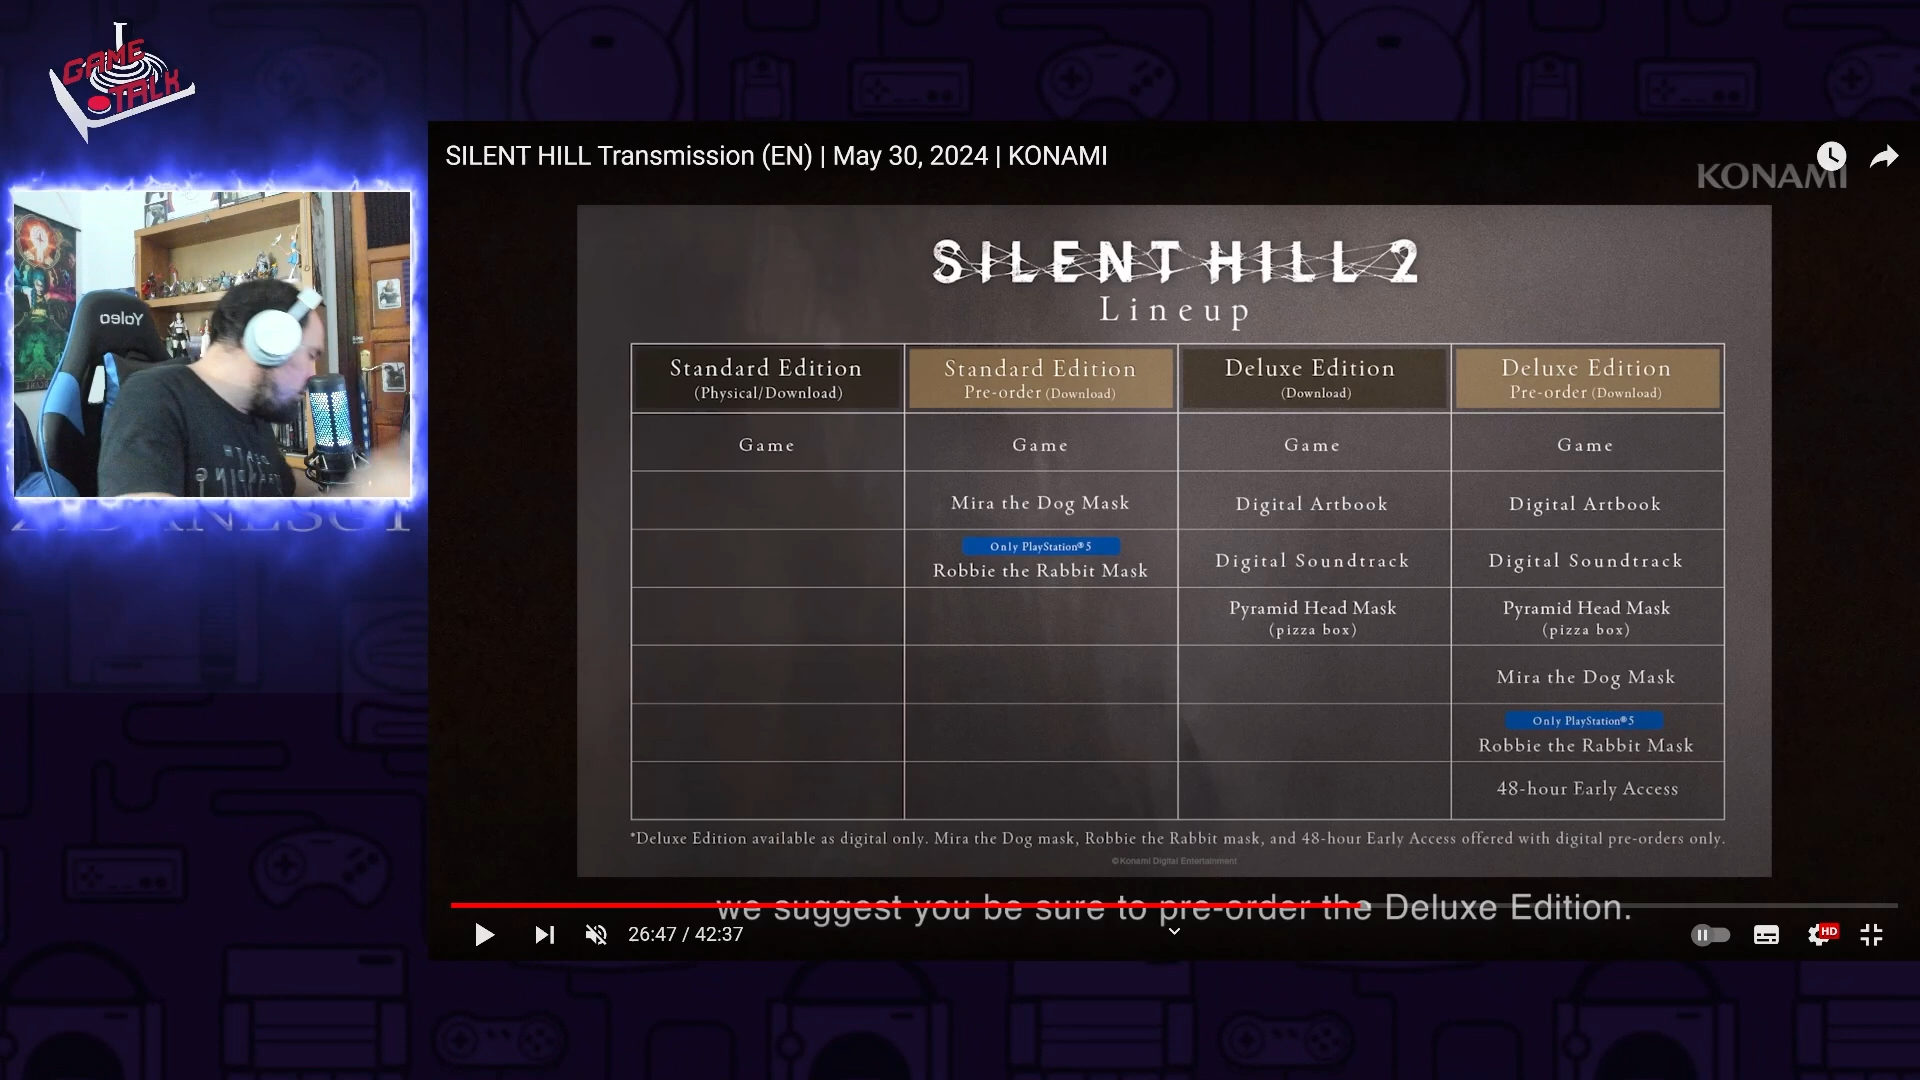 GAME
TALK
SILENT HILL Transmission (EN) | May 30, 2024 | KONAMI
KONAMI
SILENT HILL 2
Lineup
Standard Edition
(Physical/Download)
Standard Edition
Pre-order (Download)
Deluxe Edition
(Download)
Deluxe Edition
Pre-order (Download)
Game
Game
Game
Game
Mira the Dog Mask
Digital Artbook
Digital Artbook
Only PlayStation®5
Robbie the Rabbit Mask
Digital Soundtrack
Digital Soundtrack
Pyramid Head Mask
(pizza box)
Pyramid Head Mask
(pizza box)
Mira the Dog Mask
Only PlayStation®5
Robbie the Rabbit Mask
48-hour Early Access
*Deluxe Edition available as digital only. Mira the Dog mask, Robbie the Rabbit mask, and 48-hour Early Access offered with digital pre-orders only.
©Konami Digital Entertainment
we suggest you be sure to pre-order the Deluxe Edition.
26:47 / 42:37
HD
Yoleo